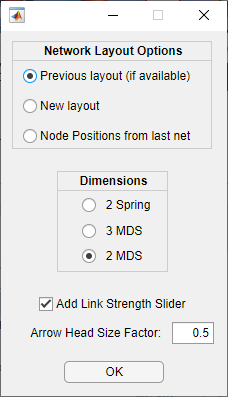 Network Layout Options
Previous layout (if available)
New layout
Node Positions from last net
Dimensions
2 Spring
3 MDS
2 MDS
Add Link Strength Slider
Arrow Head Size Factor: 0.5
OK